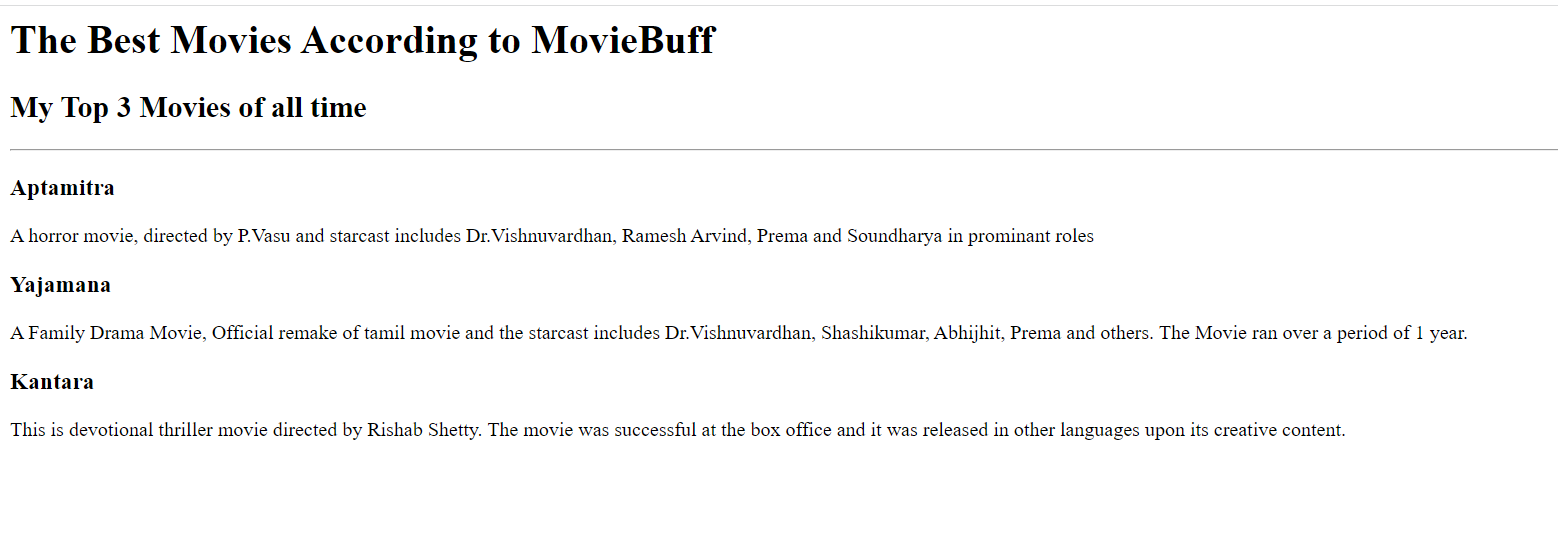 The Best Movies According to MovieBuff
My Top 3 Movies of all time
Aptamitra
A horror movie, directed by P.Vasu and starcast includes Dr.Vishnuvardhan, Ramesh Arvind, Prema and Soundharya in prominant roles
Yajamana
A Family Drama Movie, Official remake of tamil movie and the starcast includes Dr.Vishnuvardhan, Shashikumar, Abhijhit, Prema and others. The Movie ran over a period of 1 year.
Kantara
This is devotional thriller movie directed by Rishab Shetty. The movie was successful at the box office and it was released in other languages upon its creative content.